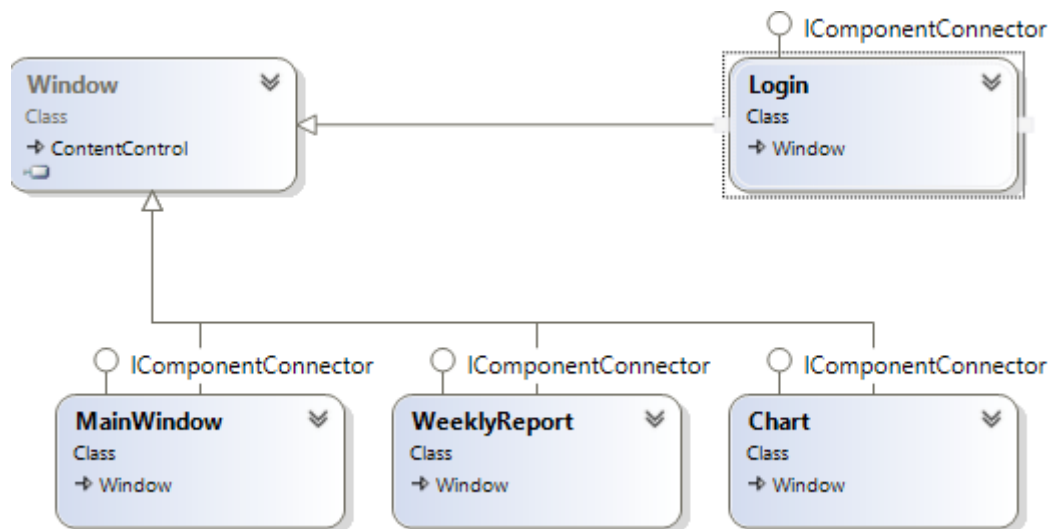 IComponentConnector
Window
Class
ContentControl
Login
Class
Window
IComponentConnector
IComponentConnector
IComponentConnector
MainWindow
Class
Window
WeeklyReport
Class
Window
Chart
Class
Window